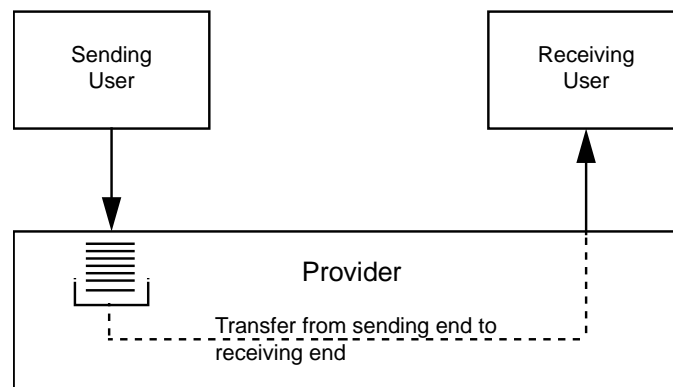 Sending
User
Receiving
User
Provider
Transfer from sending end to
receiving end